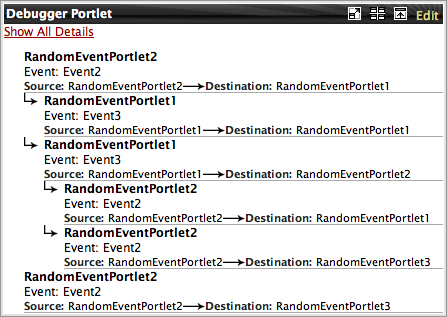 Debugger Portlet Edit
Show All Details
RandomEventPortlet2
Event: Event2
Source: RandomEventPortlet2→Destination: RandomEventPortlet1
RandomEventPortlet1
Event: Event3
Source: RandomEventPortlet1→Destination: RandomEventPortlet1
RandomEventPortlet1
Event: Event3
Source: RandomEventPortlet1→Destination: RandomEventPortlet2
RandomEventPortlet2
Event: Event2
Source: RandomEventPortlet2→Destination: RandomEventPortlet1
RandomEventPortlet2
Event: Event2
Source: RandomEventPortlet2→Destination: RandomEventPortlet3
RandomEventPortlet2
Event: Event2
Source: RandomEventPortlet2→Destination: RandomEventPortlet3